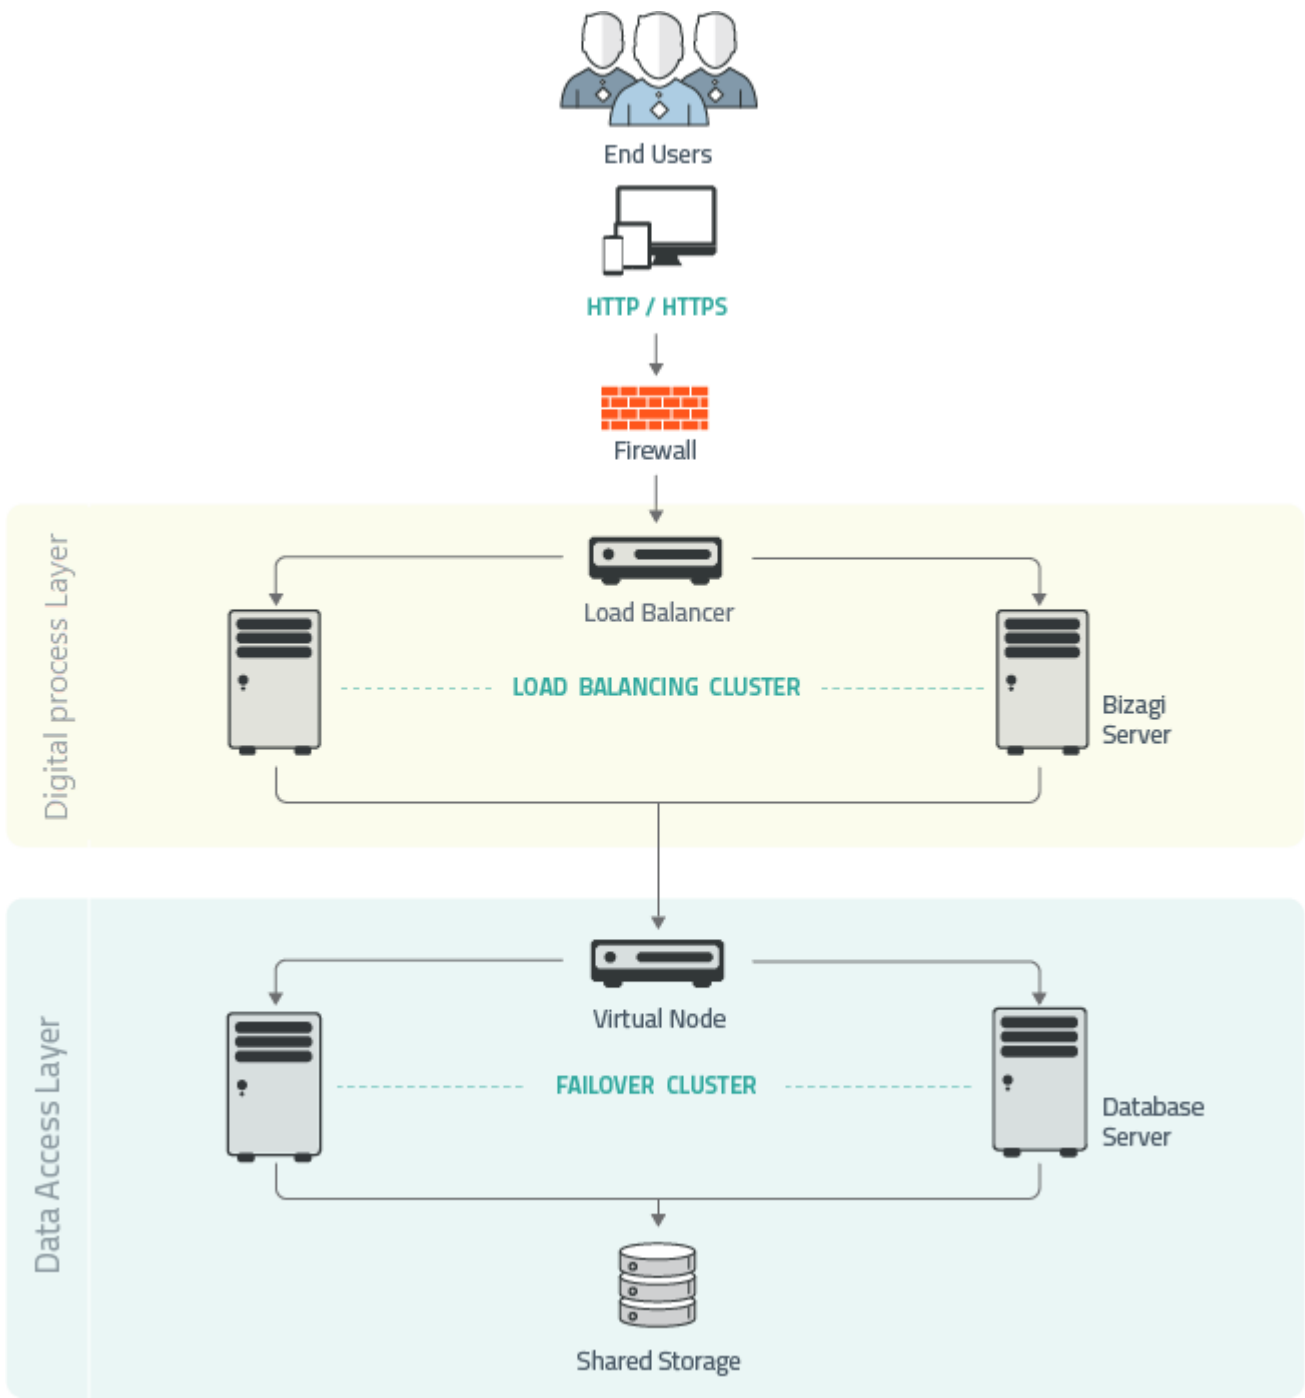 End Users
HTTP / HTTPS
Firewall
Digital process Layer
Load Balancer
LOAD BALANCING CLUSTER
Bizagi
Server
Data Access Layer
Virtual Node
FAILOVER CLUSTER
Database
Server
Shared Storage